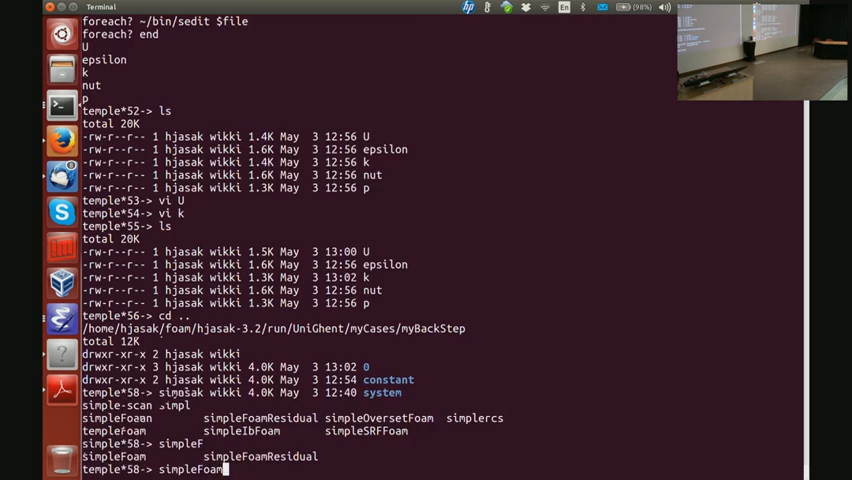 Terminal
En
(98%)
foreach? ~/bin/sedit $file
foreach? end
U
epsilon
k
nut
p
temple*52-> ls
total 20K
-rw-r--r-- 1 hjasak wikki 1.4K May  3 12:56 U
-rw-r--r-- 1 hjasak wikki 1.6K May  3 12:56 epsilon
-rw-r--r-- 1 hjasak wikki 1.4K May  3 12:56 k
-rw-r--r-- 1 hjasak wikki 1.6K May  3 12:56 nut
-rw-r--r-- 1 hjasak wikki 1.3K May  3 12:56 p
temple*53-> vi U
temple*54-> vi k
temple*55-> ls
total 20K
-rw-r--r-- 1 hjasak wikki 1.5K May  3 13:00 U
-rw-r--r-- 1 hjasak wikki 1.6K May  3 12:56 epsilon
-rw-r--r-- 1 hjasak wikki 1.3K May  3 13:02 k
-rw-r--r-- 1 hjasak wikki 1.6K May  3 12:56 nut
-rw-r--r-- 1 hjasak wikki 1.3K May  3 12:56 p
temple*56-> cd ..
/home/hjasak/foam/hjasak-3.2/run/UniGhent/myCases/myBackStep
total 12K
drwxr-xr-x 2 hjasak wikki
drwxr-xr-x 3 hjasak wikki 4.0K May  3 13:02 0
drwxr-xr-x 2 hjasak wikki 4.0K May  3 12:54 constant
temple*58-> wikki 4.0K May  3 12:40 system
simple-scan
simpleFoam simpleFoamResidual simpleOversetFoam simplercs
simpleIbFoam simpleSRFFoam
simple*58-> simpleF
simpleFoam simpleFoamResidual
temple*58-> simpleFoam